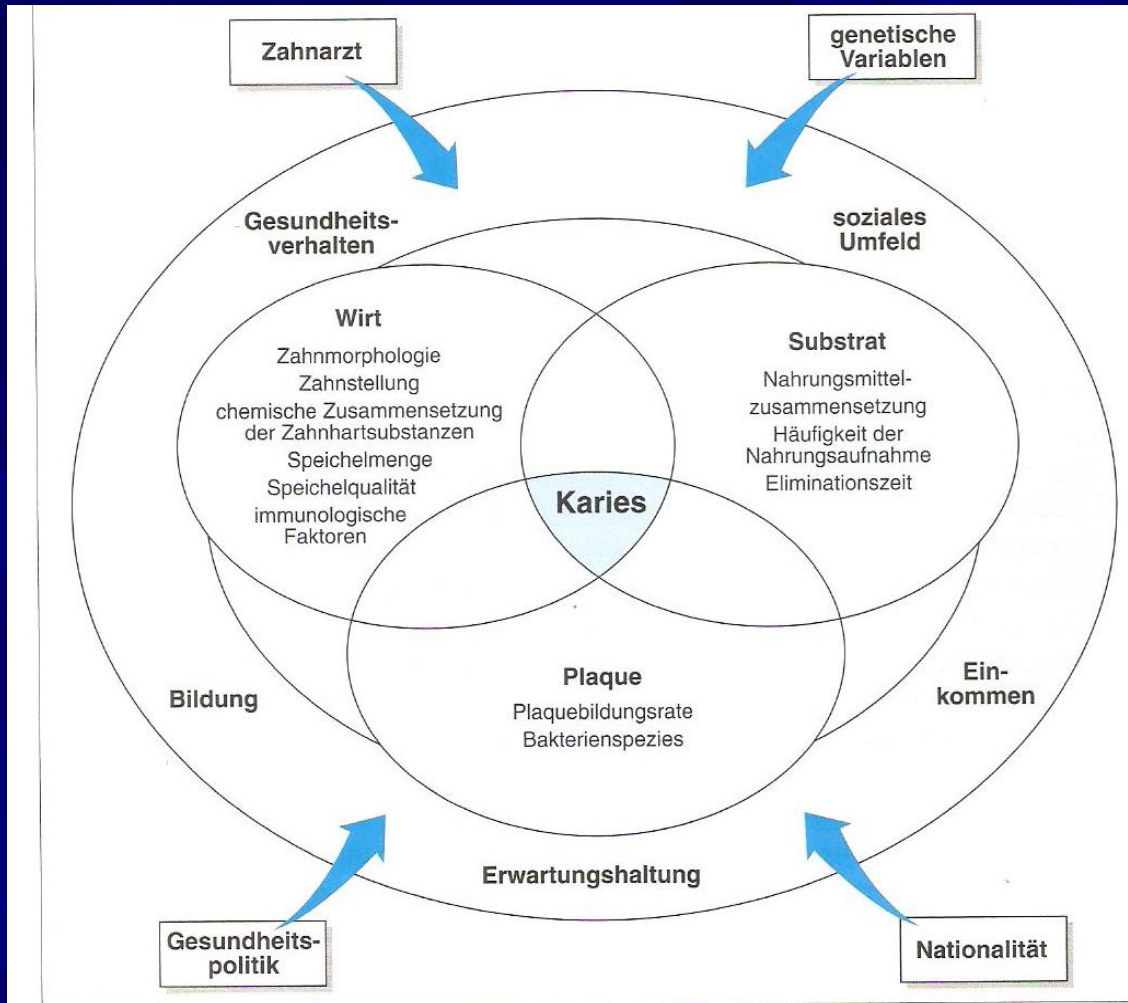 Zahnarzt
genetische
Variablen
Gesundheits-
verhalten
soziales
Umfeld
Wirt
Zahnmorphologie
Zahnstellung
chemische Zusammensetzung
der Zahnhartsubstanzen
Speichelmenge
Speichelqualität
immunologische
Faktoren
Substrat
Nahrungsmittel-
zusammensetzung
Häufigkeit der
Nahrungsaufnahme
Eliminationszeit
Karies
Plaque
Plaquebildungsrate
Bakterienspezies
Bildung
Ein-
kommen
Erwartungshaltung
Gesundheits-
politik
Nationalität